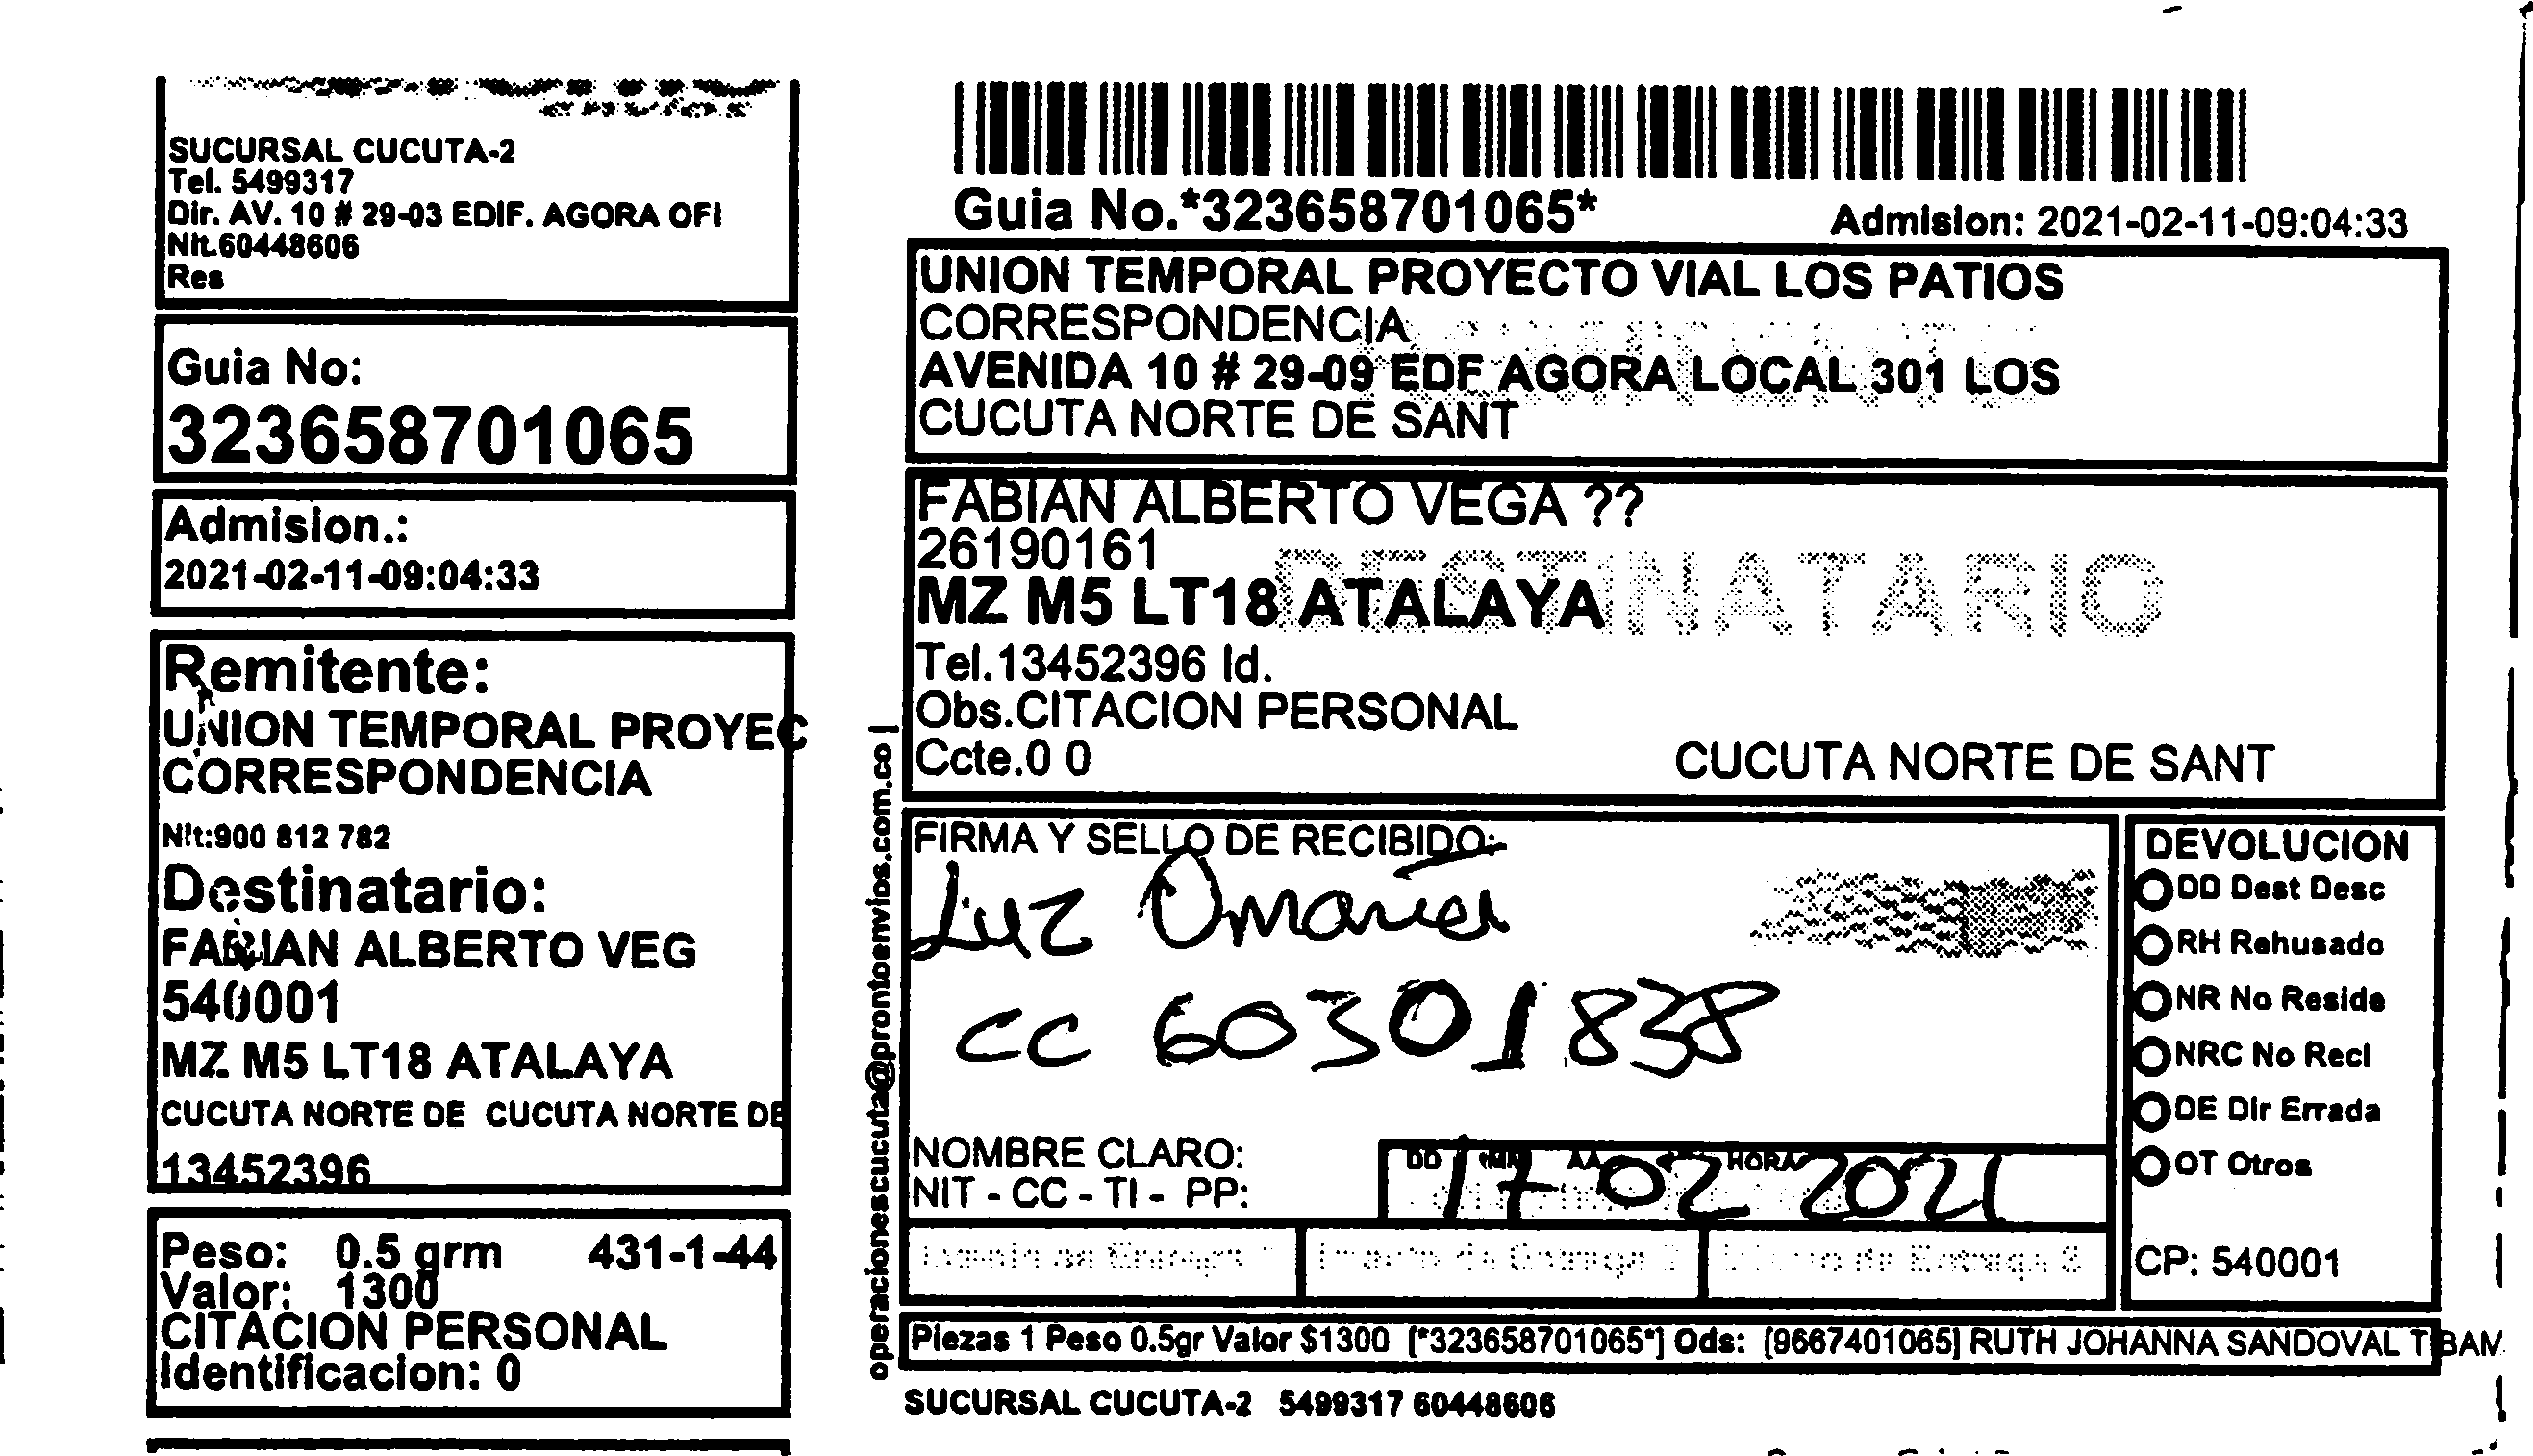 SUCURSAL CUCUTA-2
Tel. 5499317
Dir. AV. 10 # 29-03 EDIF. AGORA OFI
Nit.60448606
Res
Guia No:
323658701065
Admision.:
2021-02-11-09:04:33
Remitente:
UNION TEMPORAL PROYEC
CORRESPONDENCIA
Nit:900 812 782
Destinatario:
FABIAN ALBERTO VEG
540001
MZ M5 LT18 ATALAYA
CUCUTA NORTE DE CUCUTA NORTE DE
13452396
Peso: 0.5 grm 431-1-44
Valor: 1300
CITACION PERSONAL
Identificacion: 0
operacionescucuta@prontoenvios.com.co |
Guia No.*323658701065* Admision: 2021-02-11-09:04:33
UNION TEMPORAL PROYECTO VIAL LOS PATIOS
CORRESPONDENCIA
AVENIDA 10 # 29-09 EDF AGORA LOCAL 301 LOS
CUCUTA NORTE DE SANT
FABIAN ALBERTO VEGA ??
26190161
DESTINATARIO
MZ M5 LT18 ATALAYA
Tel.13452396 Id.
Obs.CITACION PERSONAL
Ccte.0 0 CUCUTA NORTE DE SANT
FIRMA Y SELLO DE RECIBIDO:
Luz Omaña
CC 60301838
NOMBRE CLARO:
NIT - CC - TI - PP:
DD MM AA HORA
17 02 2021
DEVOLUCION
DD Dest Desc
RH Rehusado
NR No Reside
NRC No Recl
DE Dir Errada
OT Otros
CP: 540001
Piezas 1 Peso 0.5gr Valor $1300 [*323658701065*] Ods: [9667401065] RUTH JOHANNA SANDOVAL TIBAM
SUCURSAL CUCUTA-2 5499317 60448606